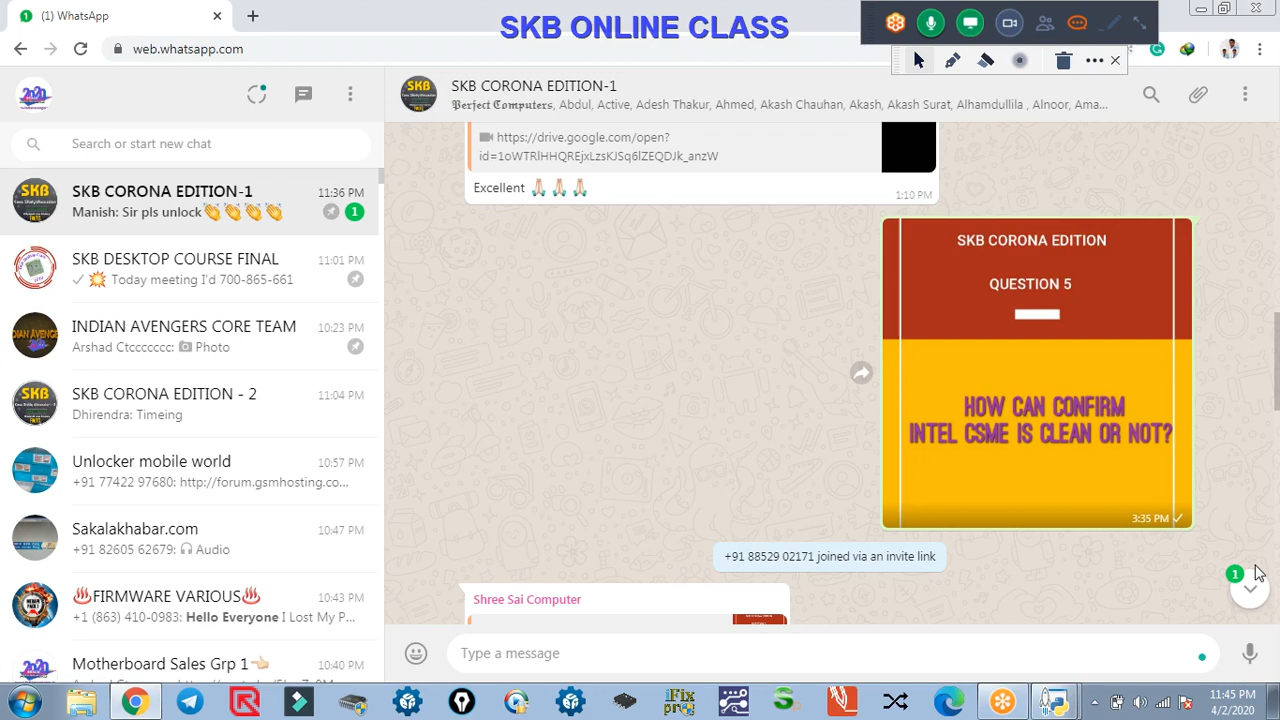 (1) WhatsApp
SKB ONLINE CLASS
web.whatsapp.com
SKB CORONA EDITION-1
Perfect Computers, Abdal, Active, Adesh Thakur, Ahmed, Akash Chauhan, Akash, Akash Surat, Alhamdullila , Alnoor, Ama...
Search or start new chat
SKB CORONA EDITION-1
11:36 PM
Manish: Sir pls unlock👏👏👏👏
1
SKB DESKTOP COURSE FINAL
11:01 PM
💥 Today meeting I'd 700-865-661
INDIAN AVENGERS CORE TEAM
10:23 PM
Arshad Ctccccccc: Photo
SKB CORONA EDITION - 2
11:04 PM
Dhirendra: Timeing
Unlocker mobile world
10:57 PM
+91 77422 97680: http://forum.gsmhosting.co...
Sakalakhabar.com
10:47 PM
+91 82605 62679: Audio
♨FIRMWARE VARIOUS♨
10:43 PM
1 (863) 410-0983: Hello Everyone I Lost My P...
Motherboard Sales Grp 1👈
10:40 PM
https://drive.google.com/open?
id=1oWTRlHHQREjxLzsKJSq6lZEQDJk_anzW
Excellent 🙏🙏🙏
1:10 PM
SKB CORONA EDITION
QUESTION 5
HOW CAN CONFIRM
INTEL CSME IS CLEAN OR NOT?
3:35 PM
+91 88529 02171 joined via an invite link
1
Shree Sai Computer
Type a message
11:45 PM
4/2/2020